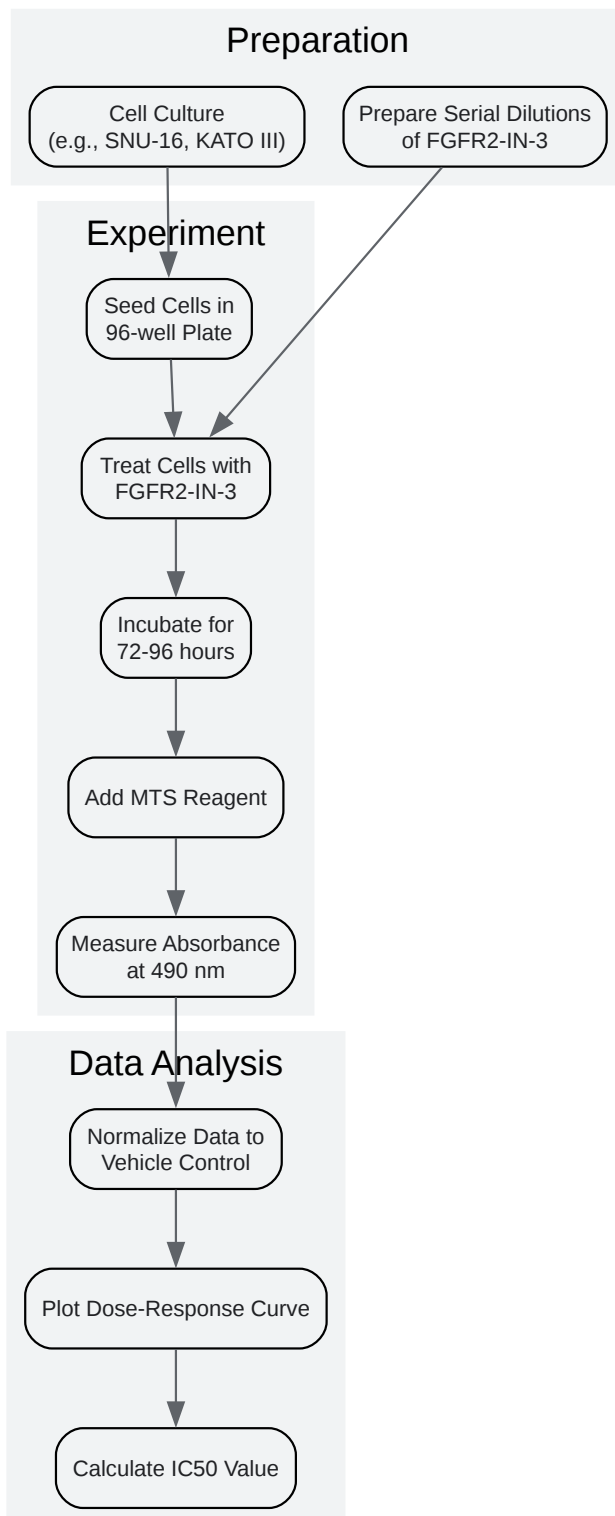 Preparation
Cell Culture
(e.g., SNU-16, KATO III)
Prepare Serial Dilutions
of FGFR2-IN-3
Experiment
Seed Cells in
96-well Plate
Treat Cells with
FGFR2-IN-3
Incubate for
72-96 hours
Add MTS Reagent
Measure Absorbance
at 490 nm
Data Analysis
Normalize Data to
Vehicle Control
Plot Dose-Response Curve
Calculate IC50 Value